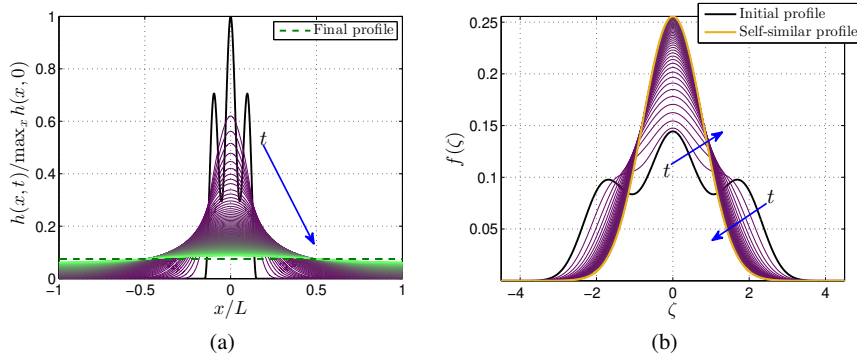 Final profile
h(x, t)/max_x h(x, 0)
1
0.8
0.6
0.4
0.2
0
t
−1
−0.5
0
0.5
1
x/L
(a)
Initial profile
Self-similar profile
f(ζ)
0.25
0.2
0.15
0.1
0.05
t
t
−4
−2
0
2
4
ζ
(b)